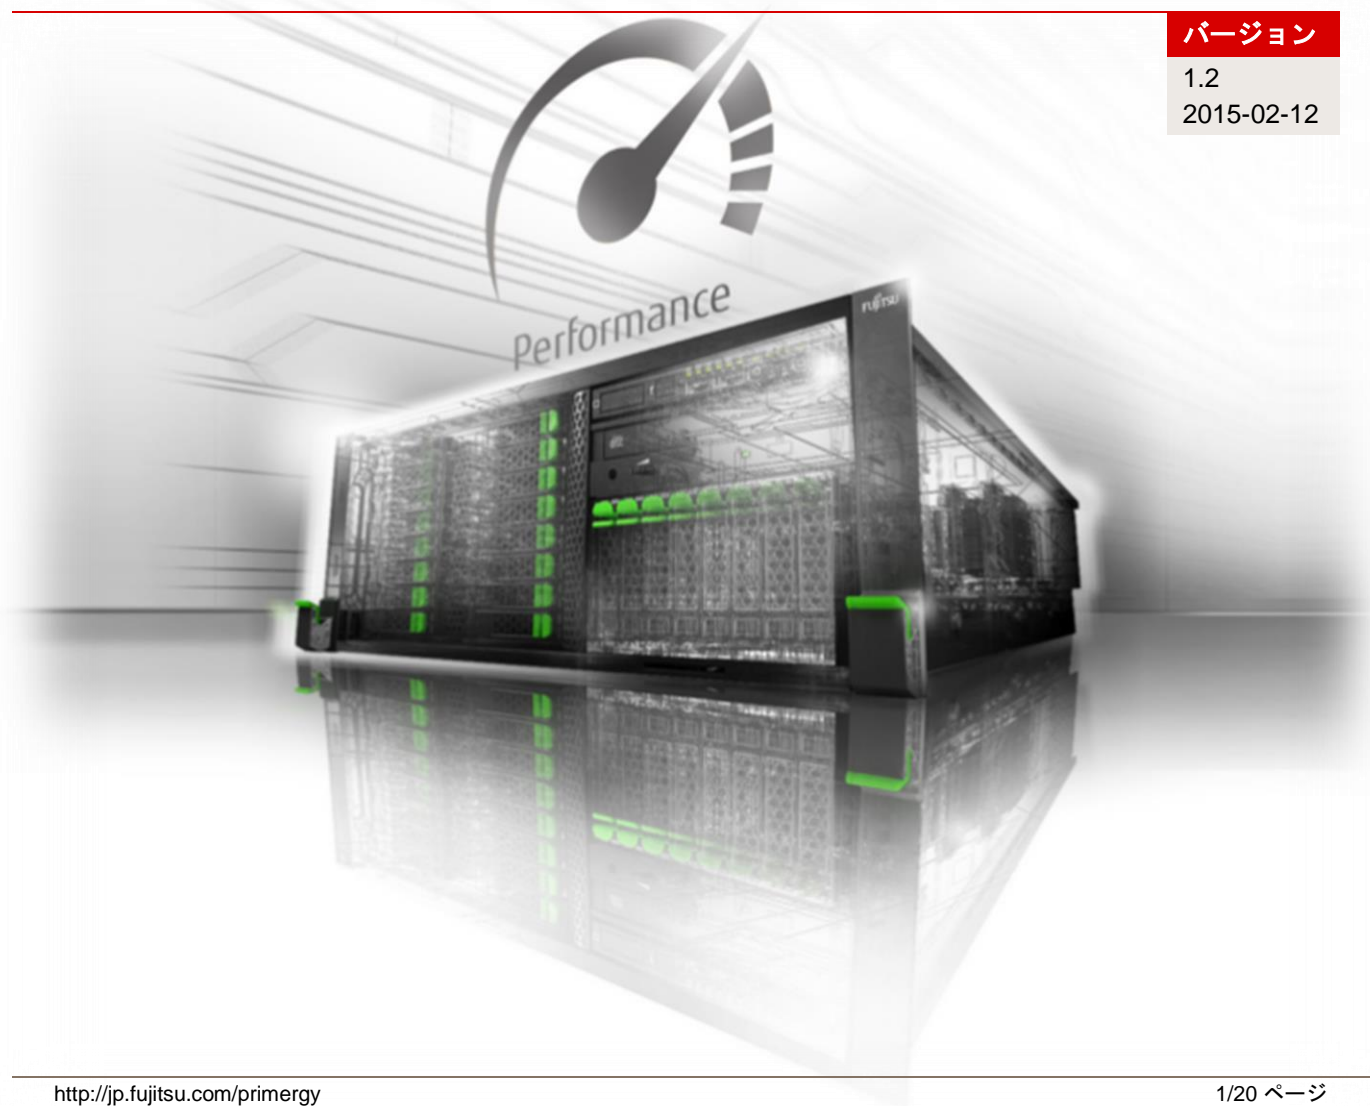 バージョン
1.2
2015-02-12
Performance
FUJITSU
http://jp.fujitsu.com/primergy
1/20 ページ